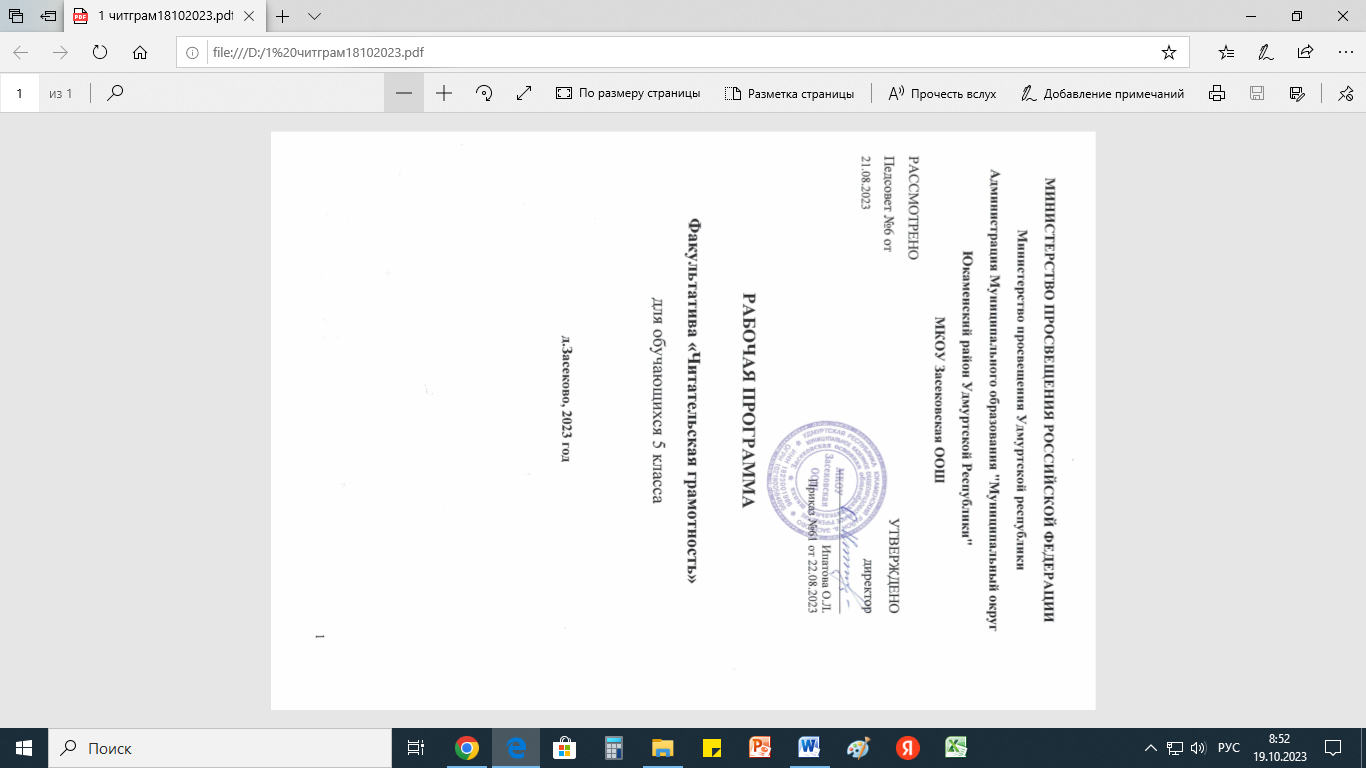 1 читграм18102023.pdf
file:///D:/1%20читграм18102023.pdf
1 из 1
По размеру страницы
Разметка страницы
Прочесть вслух
Добавление примечаний
МИНИСТЕРСТВО ПРОСВЕЩЕНИЯ РОССИЙСКОЙ ФЕДЕРАЦИИ
Министерство просвещения Удмуртской республики
Администрация Муниципального образования "Муниципальный округ
Юкаменский район Удмуртской Республики"
МКОУ Засековская ООШ
РАССМОТРЕНО
Педсовет №6 от
21.08.2023
УТВЕРЖДЕНО
директор
Ипатова О.Л.
Приказ №61 от 22.08.2023
МКОУ
Засековская
ООШ
РАБОЧАЯ ПРОГРАММА
Факультатива «Читательская грамотность»
для обучающихся 5 класса
д.Засеково, 2023 год
1
Поиск
РУС
8:52
19.10.2023